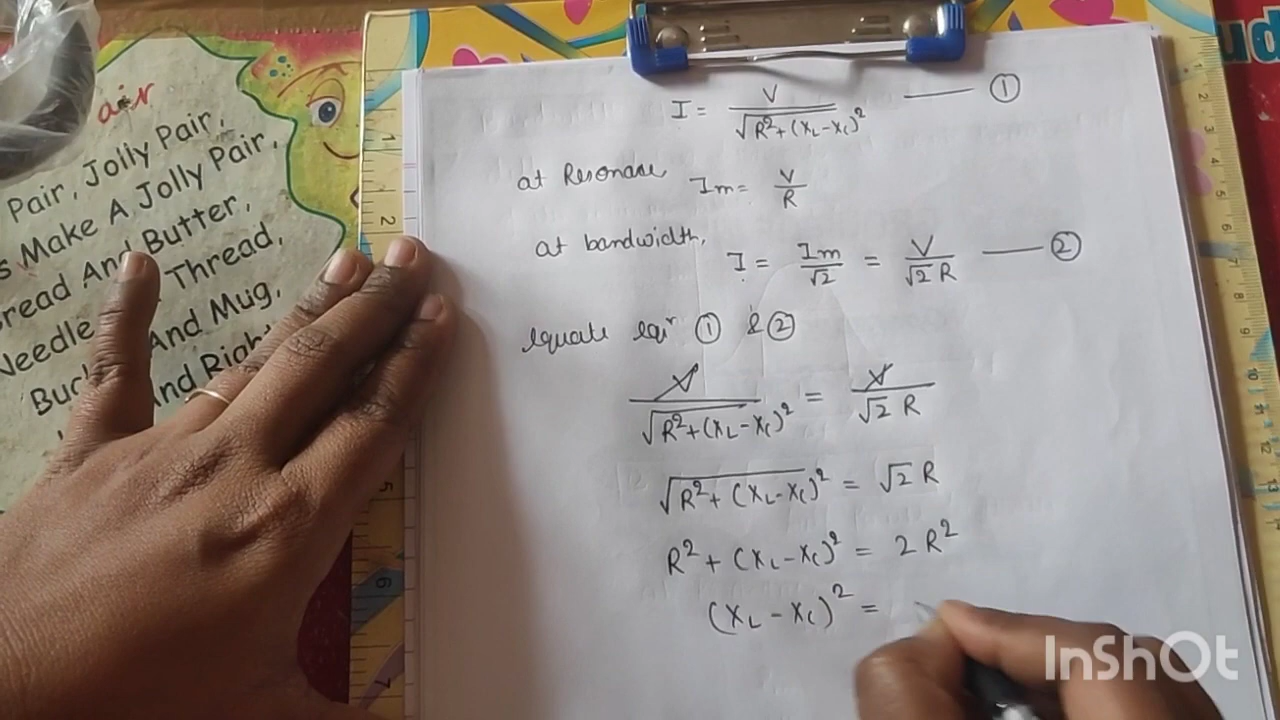 air
Pair, Jolly Pair,
s Make A Jolly Pair,
read And Butter,
Needle Thread,
And Mug,
And Righ
I = V / √R² + (XL - XC)² —— ①
at Resonace, Im = V / R
at bandwidth,
I = Im / √2 = V / √2 R —— ②
equate eqⁿ ① & ②
V / √R² + (XL - XC)² = V / √2 R
√R² + (XL - XC)² = √2 R
R² + (XL - XC)² = 2 R²
(XL - XC)² =
InShOt